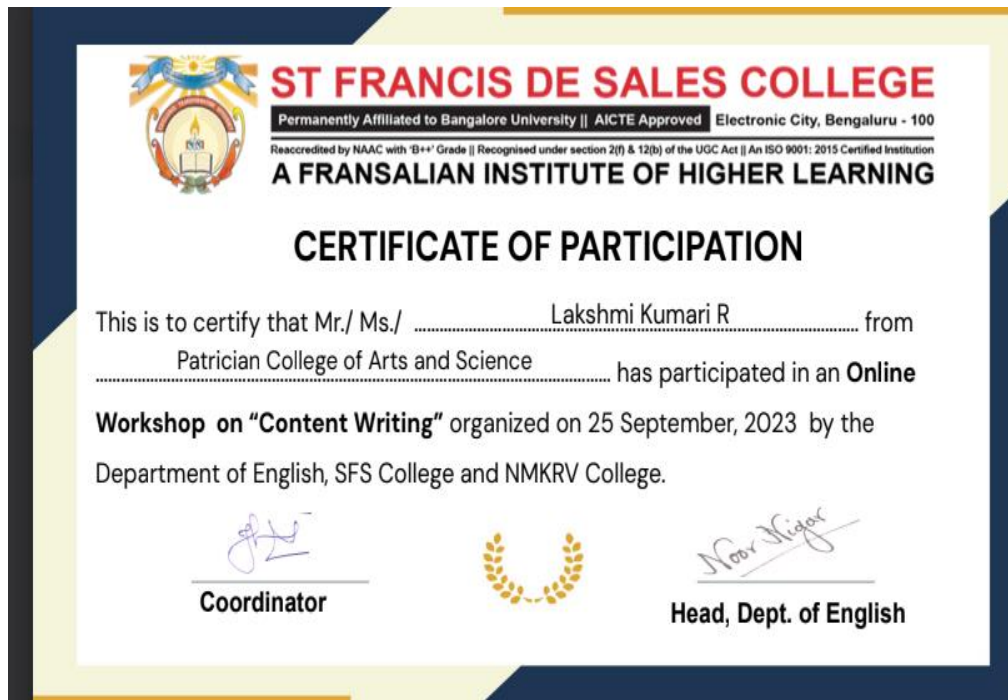 ST FRANCIS DE SALES COLLEGE
Permanently Affiliated to Bangalore University || AICTE Approved Electronic City, Bengaluru - 100
Reaccredited by NAAC with 'B++' Grade || Recognised under section 2(f) & 12(b) of the UGC Act || An ISO 9001: 2015 Certified Institution
A FRANSALIAN INSTITUTE OF HIGHER LEARNING
CERTIFICATE OF PARTICIPATION
This is to certify that Mr./ Ms./ Lakshmi Kumari R from
Patrician College of Arts and Science has participated in an Online
Workshop on “Content Writing” organized on 25 September, 2023 by the
Department of English, SFS College and NMKRV College.
Noor Nigar
Coordinator
Head, Dept. of English